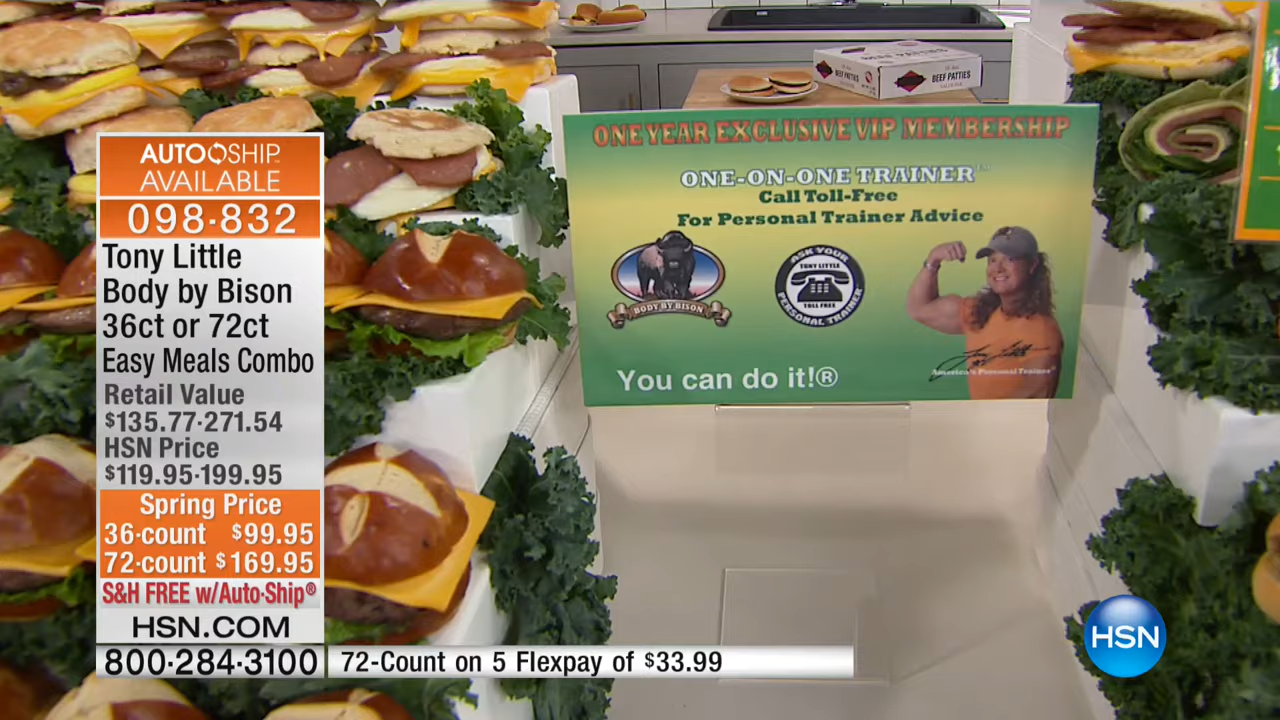 AUTO SHIP
AVAILABLE
098·832
Tony Little
Body by Bison
36ct or 72ct
Easy Meals Combo
Retail Value
$135.77-271.54
HSN Price
$119.95-199.95
Spring Price
36-count $99.95
72-count $169.95
S&H FREE w/Auto-Ship®
HSN.COM
800·284·3100
72-Count on 5 Flexpay of $33.99
BEEF PATTIES
BEEF PATTIES
ONE YEAR EXCLUSIVE VIP MEMBERSHIP
ONE-ON-ONE TRAINER™
Call Toll-Free
For Personal Trainer Advice
BODY BY BISON
ASK YOUR
TONY LITTLE
TOLL FREE
PERSONAL TRAINER
You can do it!®
America's Personal Trainer™
HSN